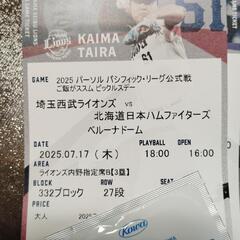 Lions
KAIMA
TAIRA
51
GAME 2025 パーソル パシフィック・リーグ公式戦
ご飯がススム ピックルステー
埼玉西武ライオンズ vs
北海道日本ハムファイターズ
ベルーナドーム
DATE PLAYBALL OPEN
2025.07.17 (木) 18:00 16:00
AREA
ライオンズ内野指定席B【3塁】
BLOCK ROW
332ブロック 27段
PRICE
大人
Kowa